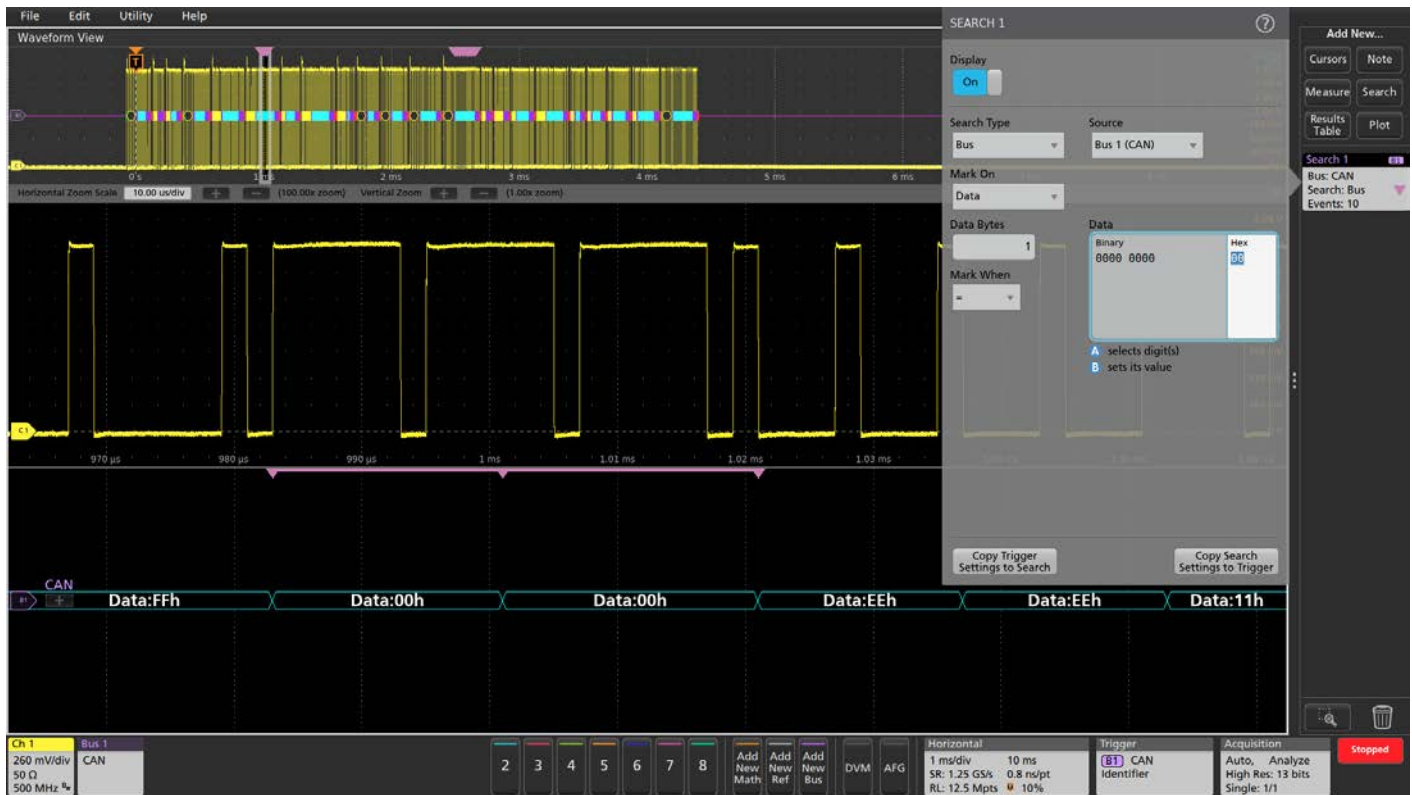 File Edit Utility Help
Waveform View
T
B1
C1
0 s 1 ms 2 ms 3 ms 4 ms 5 ms 6 ms
Horizontal Zoom Scale 10.00 us/div + — (100.00x zoom) Vertical Zoom + — (1.00x zoom)
C1
970 µs 980 µs 990 µs 1 ms 1.01 ms 1.02 ms 1.03 ms
CAN
B1 + Data:FFh Data:00h Data:00h Data:EEh Data:EEh Data:11h
SEARCH 1 ?
Display
On
Search Type Source
Bus Bus 1 (CAN)
Mark On
Data
Data Bytes Data
1 Binary Hex
0000 0000 00
Mark When
=
A selects digit(s)
B sets its value
Copy Trigger Copy Search
Settings to Search Settings to Trigger
Add New...
Cursors Note
Measure Search
Results
Table Plot
Search 1 B1
Bus: CAN
Search: Bus
Events: 10
Ch 1
260 mV/div
50 Ω
500 MHz
Bus 1
CAN
2 3 4 5 6 7 8
Add
New
Math
Add
New
Ref
Add
New
Bus
DVM AFG
Horizontal
1 ms/div 10 ms
SR: 1.25 GS/s 0.8 ns/pt
RL: 12.5 Mpts 10%
Trigger
B1 CAN
Identifier
Acquisition
Auto, Analyze
High Res: 13 bits
Single: 1/1
Stopped